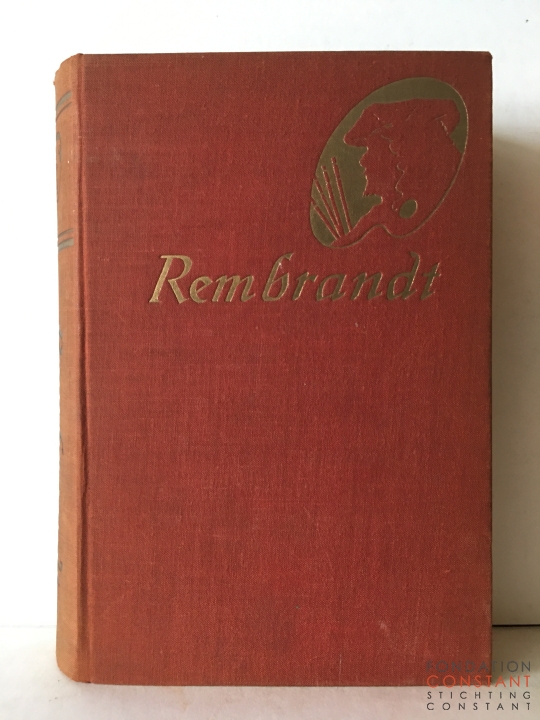 Rembrandt
FONDATION
CONSTANT
STICHTING
CONSTANT